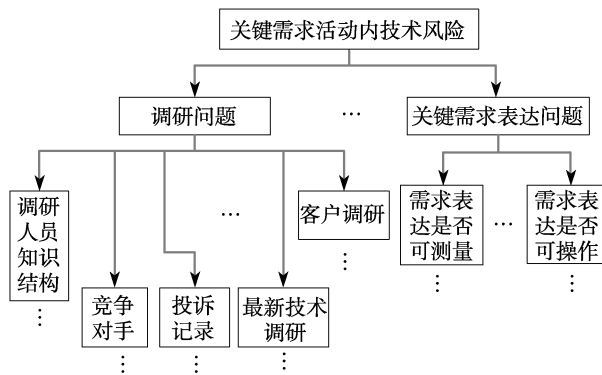 关键需求活动内技术风险
调研问题
…
关键需求表达问题
调研
人员
知识
结构
…
客户调研
需求表
达是否
可测量
…
需求表
达是否
可操作
竞争
对手
投诉
记录
最新技术
调研